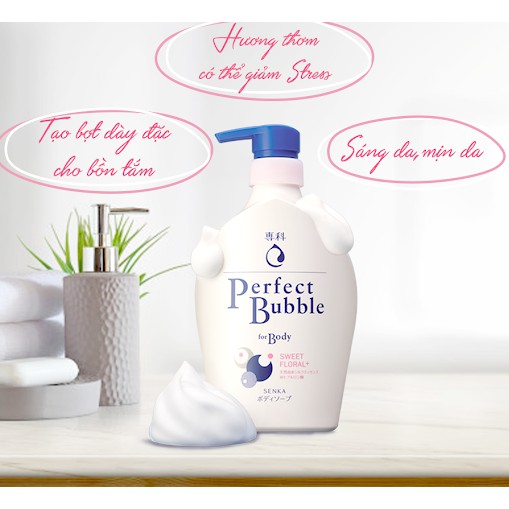 Hương thơm
có thể giảm Stress
Tạo bọt dày đặc
cho bồn tắm
Sáng da,mịn da
専科
Perfect
Bubble
for Body
SWEET
FLORAL+
SENKA
ボディソープ